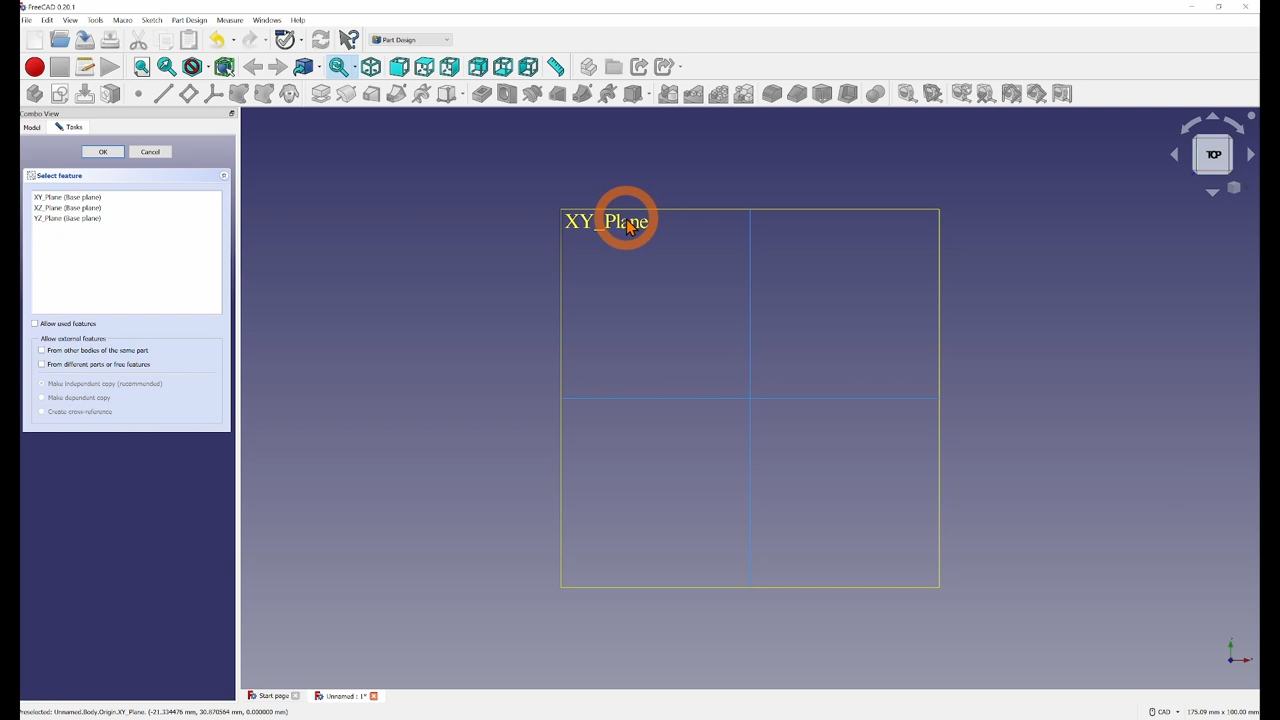 FreeCAD 0.20.1
File Edit View Tools Macro Sketch Part Design Measure Windows Help
Part Design
Combo View
Model Tasks
OK Cancel
Select feature
XY_Plane (Base plane)
XZ_Plane (Base plane)
YZ_Plane (Base plane)
Allow used features
Allow external features
From other bodies of the same part
From different parts or free features
Make independent copy (recommended)
Make dependent copy
Create cross-reference
XY_Plane
TOP
Start page Unnamed : 1*
Preselected: Unnamed.Body.Origin.XY_Plane. (-21.334476 mm, 30.870564 mm, 0.000000 mm) CAD 175.09 mm x 100.00 mm